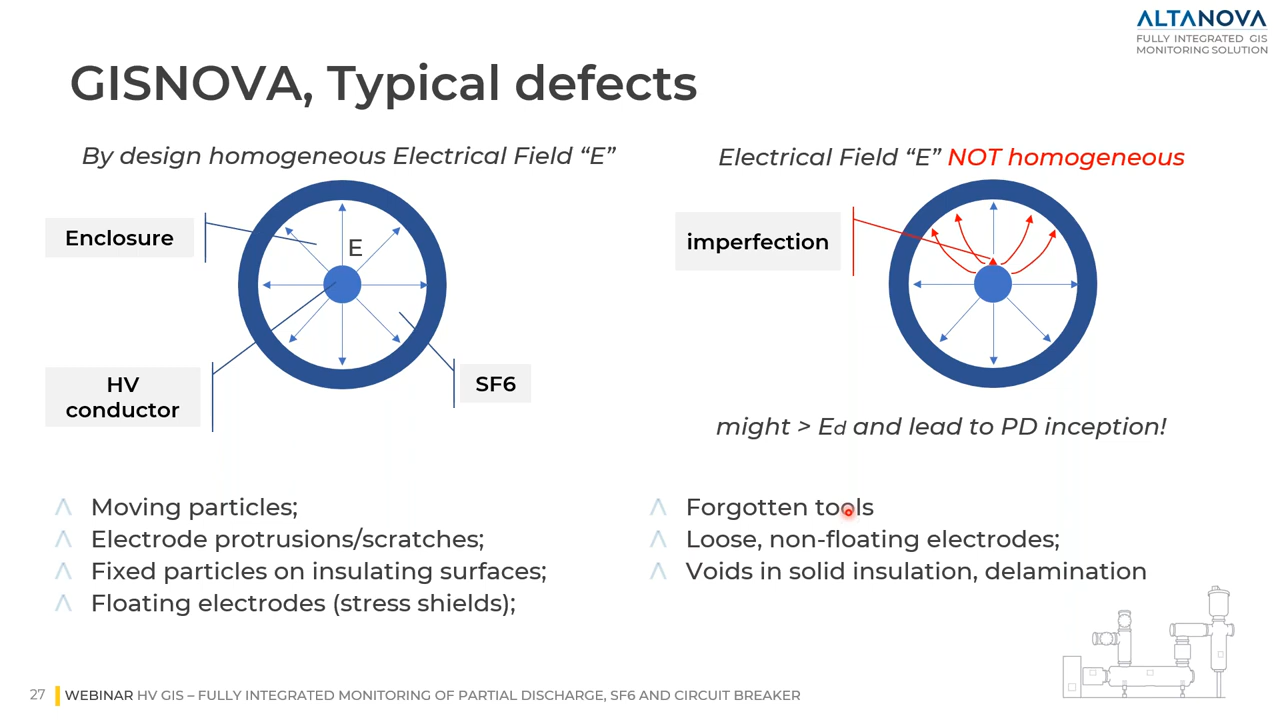 ALTANOVA
FULLY INTEGRATED GIS
MONITORING SOLUTION
GISNOVA, Typical defects
By design homogeneous Electrical Field “E”
Enclosure
E
HV
conductor
SF6
Electrical Field “E” NOT homogeneous
imperfection
might > Ed and lead to PD inception!
Moving particles;
Electrode protrusions/scratches;
Fixed particles on insulating surfaces;
Floating electrodes (stress shields);
Forgotten tools
Loose, non-floating electrodes;
Voids in solid insulation, delamination
27 WEBINAR HV GIS – FULLY INTEGRATED MONITORING OF PARTIAL DISCHARGE, SF6 AND CIRCUIT BREAKER